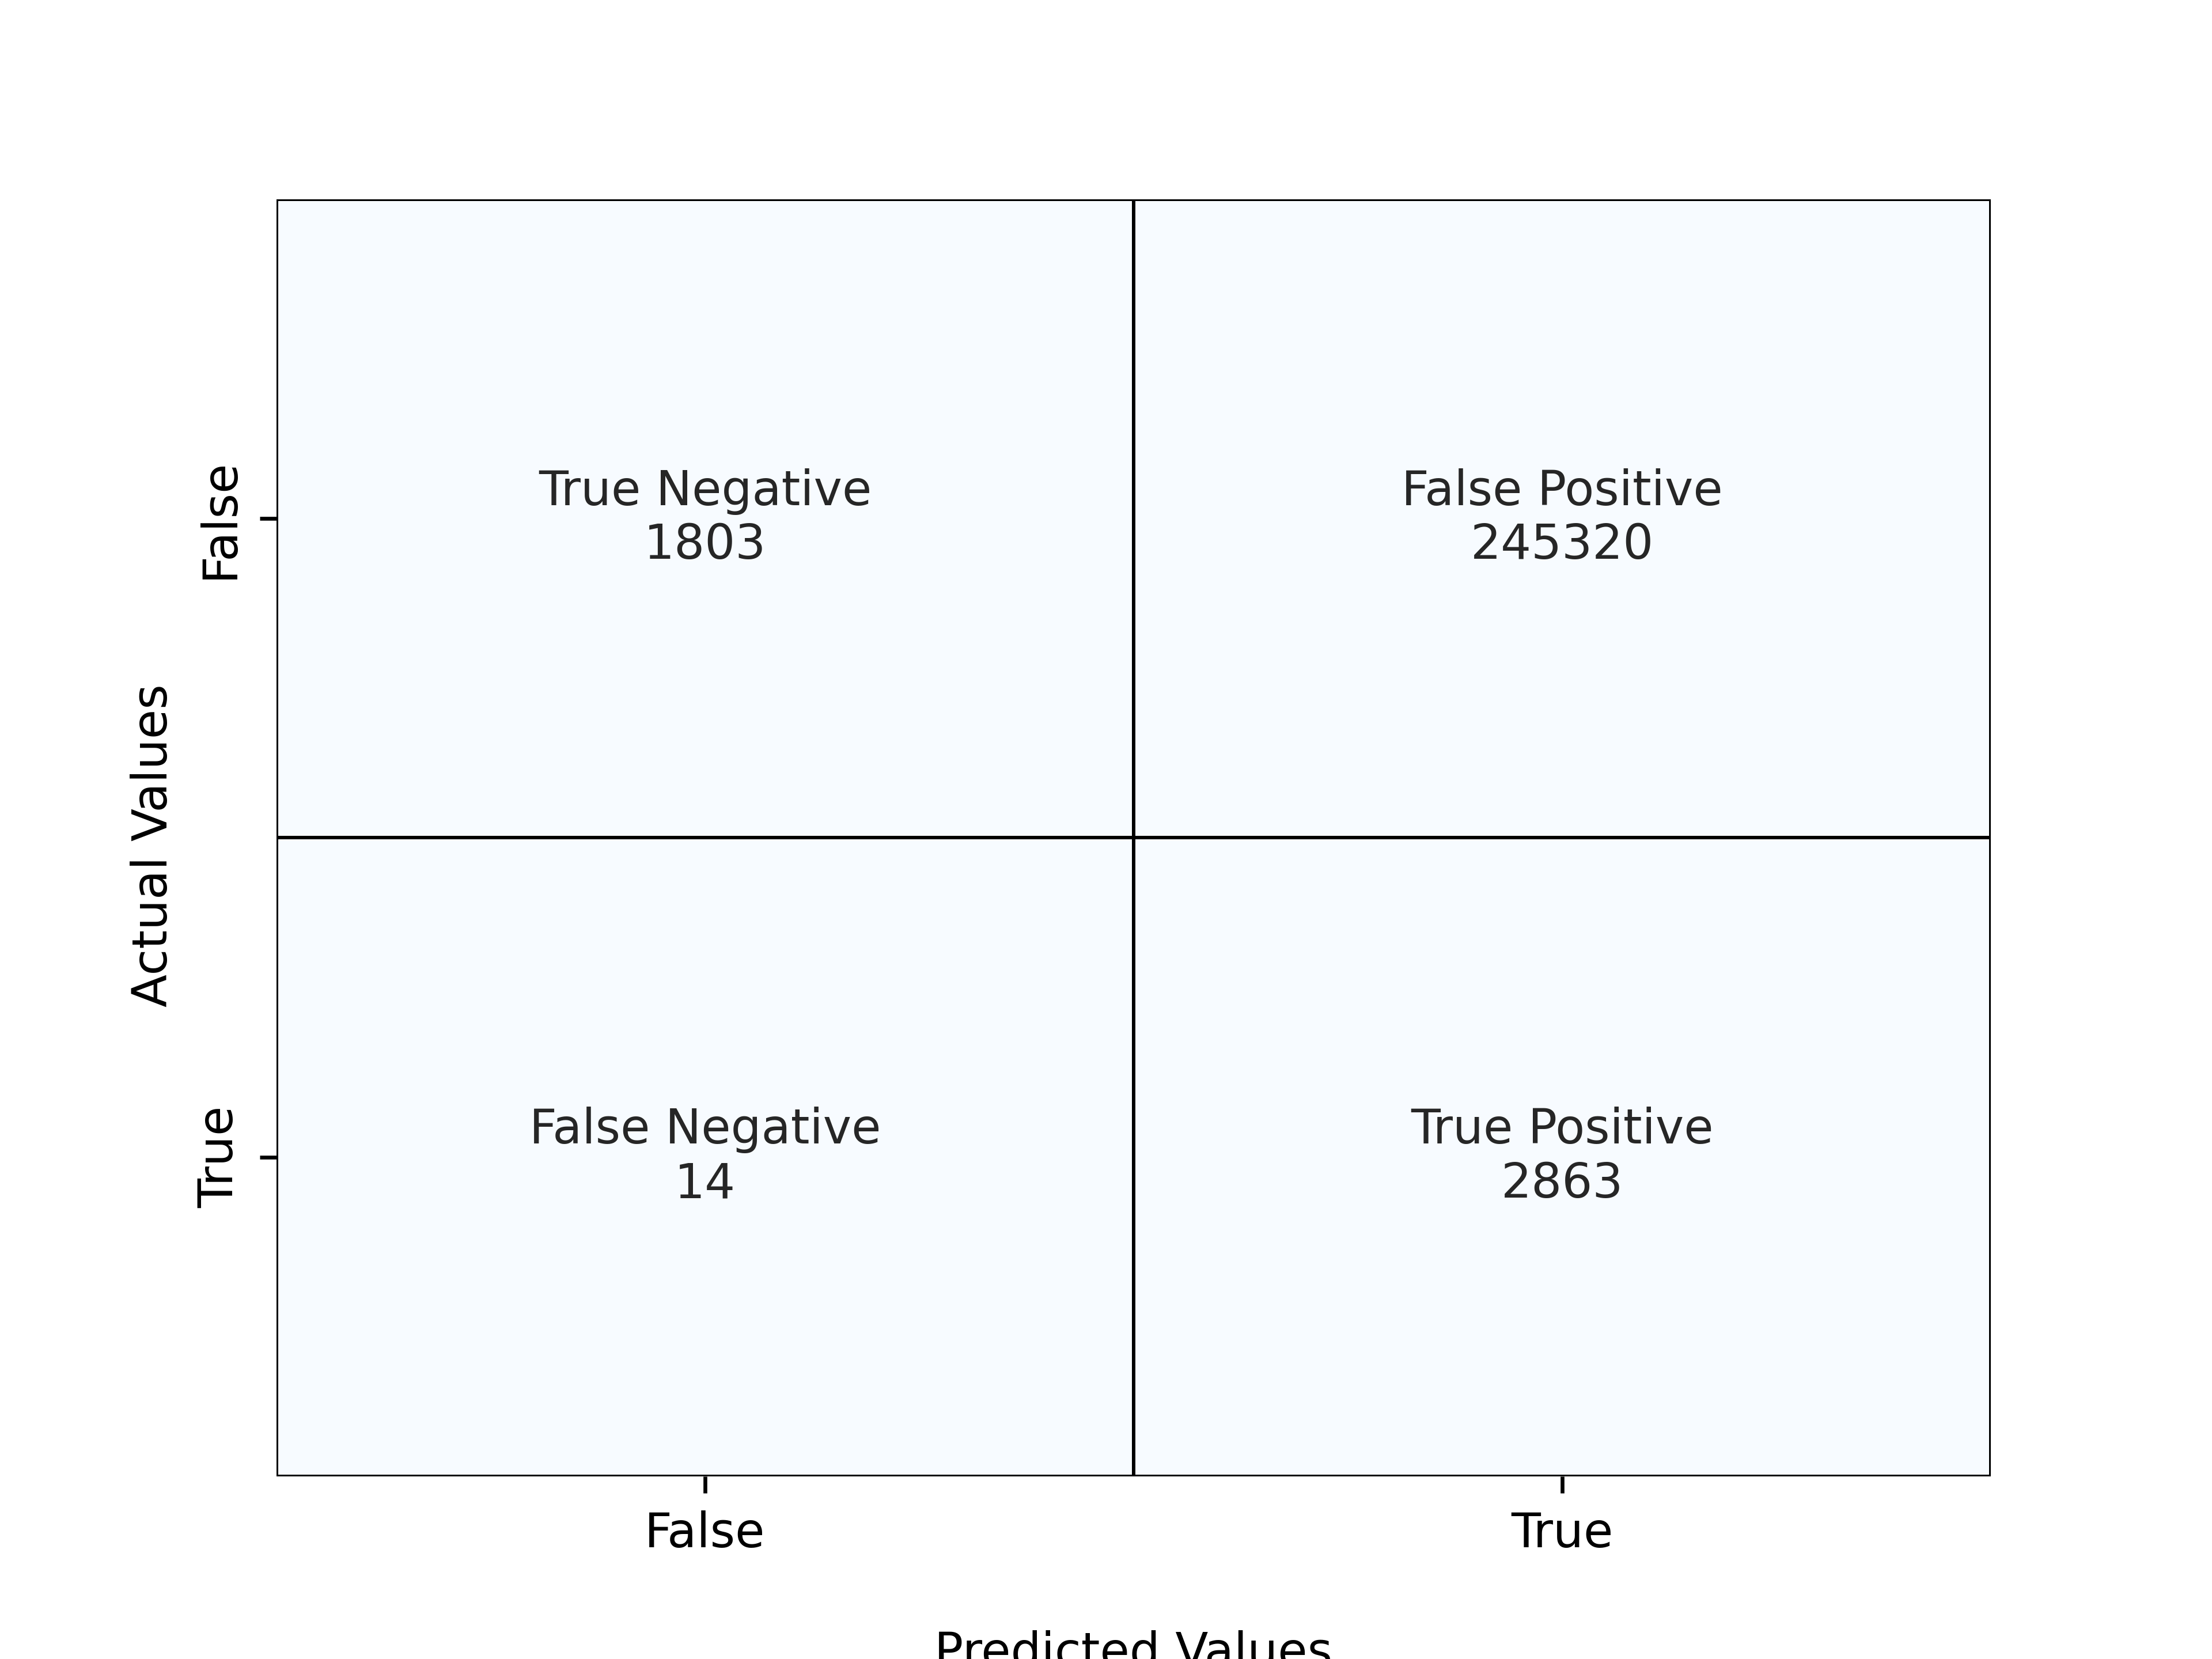 True Negative
1803
False Positive
245320
False
Actual Values
False Negative
14
True Positive
2863
True
False
True
Predicted Values